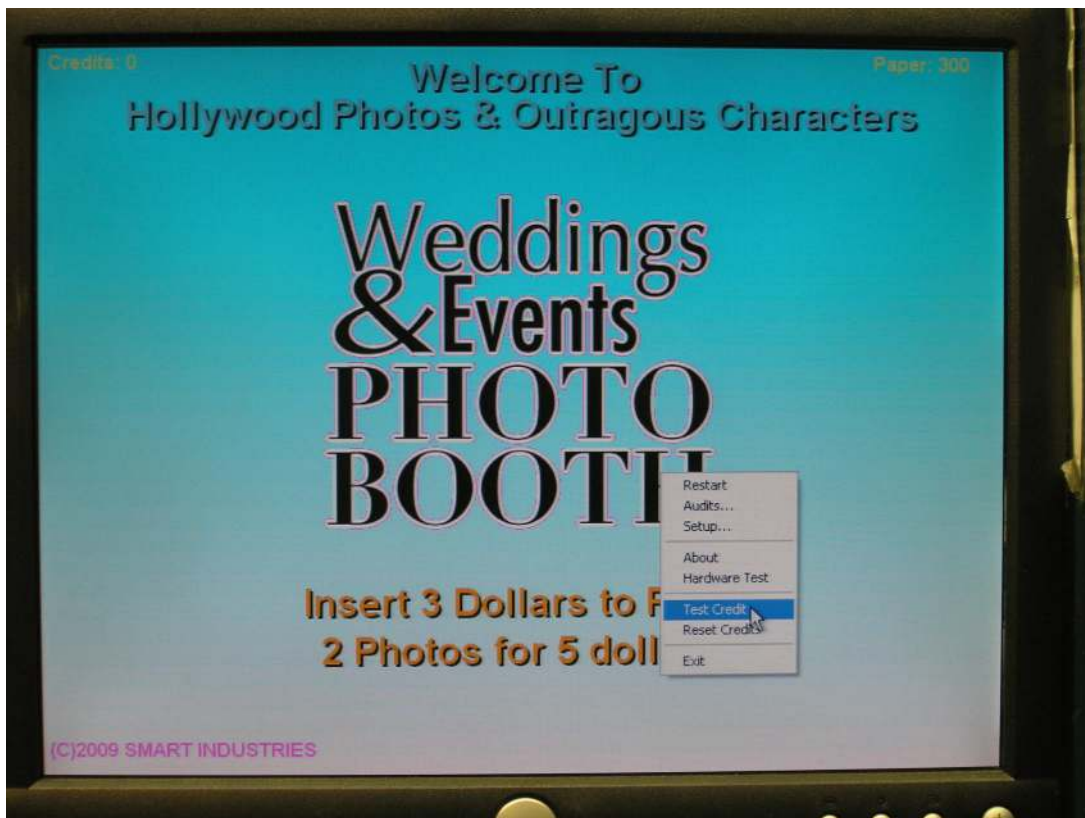 Credits: 0
Paper: 300
Welcome To
Hollywood Photos & Outragous Characters
Weddings
&Events
PHOTO
BOOTH
Restart
Audits...
Setup...
About
Hardware Test
Test Credit
Reset Credits
Exit
Insert 3 Dollars to
2 Photos for 5
(C)2009 SMART INDUSTRIES